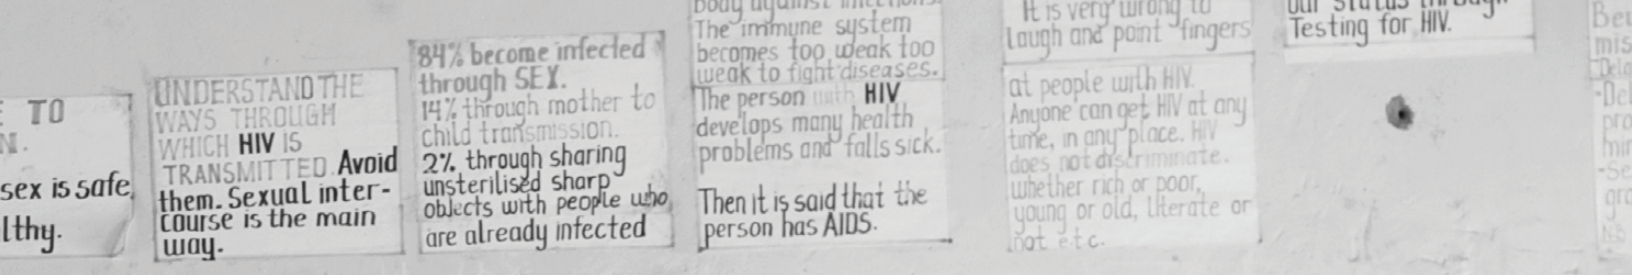 TO
N.
sex is safe,
lthy.
UNDERSTAND THE
WAYS THROUGH
WHICH HIV IS
TRANSMITTED. Avoid
them. Sexual inter-
course is the main
way.
84% become infected
through SEX.
14% through mother to
child transmission.
2% through sharing
unsterilised sharp
objects with people who
are already infected
body against infections.
The immune system
becomes too weak too
weak to fight diseases.
The person with HIV
develops many health
problems and falls sick.
Then it is said that the
person has AIDS.
It is very wrong to
laugh and point fingers
at people with HIV.
Anyone can get HIV at any
time, in any place. HIV
does not discriminate.
whether rich or poor,
young or old, literate or
not etc.
our status through
Testing for HIV.